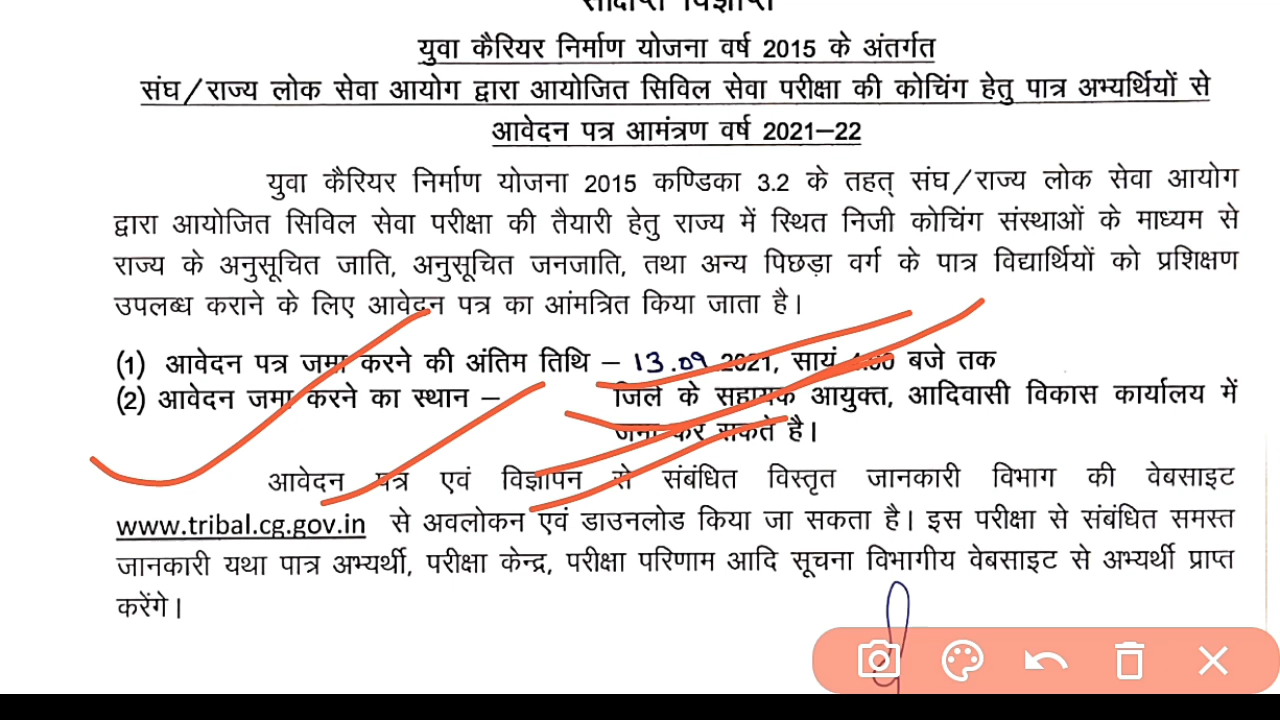 संक्षिप्त विज्ञप्ति
युवा कैरियर निर्माण योजना वर्ष 2015 के अंतर्गत
संघ/राज्य लोक सेवा आयोग द्वारा आयोजित सिविल सेवा परीक्षा की कोचिंग हेतु पात्र अभ्यर्थियों से
आवेदन पत्र आमंत्रण वर्ष 2021–22
युवा कैरियर निर्माण योजना 2015 कण्डिका 3.2 के तहत् संघ/राज्य लोक सेवा आयोग
द्वारा आयोजित सिविल सेवा परीक्षा की तैयारी हेतु राज्य में स्थित निजी कोचिंग संस्थाओं के माध्यम से
राज्य के अनुसूचित जाति, अनुसूचित जनजाति, तथा अन्य पिछड़ा वर्ग के पात्र विद्यार्थियों को प्रशिक्षण
उपलब्ध कराने के लिए आवेदन पत्र का आंमत्रित किया जाता है।
(1) आवेदन पत्र जमा करने की अंतिम तिथि – 13.09.2021, सायं बजे तक
(2) आवेदन जमा करने का स्थान – जिले के सहायक आयुक्त, आदिवासी विकास कार्यालय में
जमा कर सकते है।
आवेदन पत्र एवं विज्ञापन से संबंधित विस्तृत जानकारी विभाग की वेबसाइट
www.tribal.cg.gov.in से अवलोकन एवं डाउनलोड किया जा सकता है। इस परीक्षा से संबंधित समस्त
जानकारी यथा पात्र अभ्यर्थी, परीक्षा केन्द्र, परीक्षा परिणाम आदि सूचना विभागीय वेबसाइट से अभ्यर्थी प्राप्त
करेंगे।